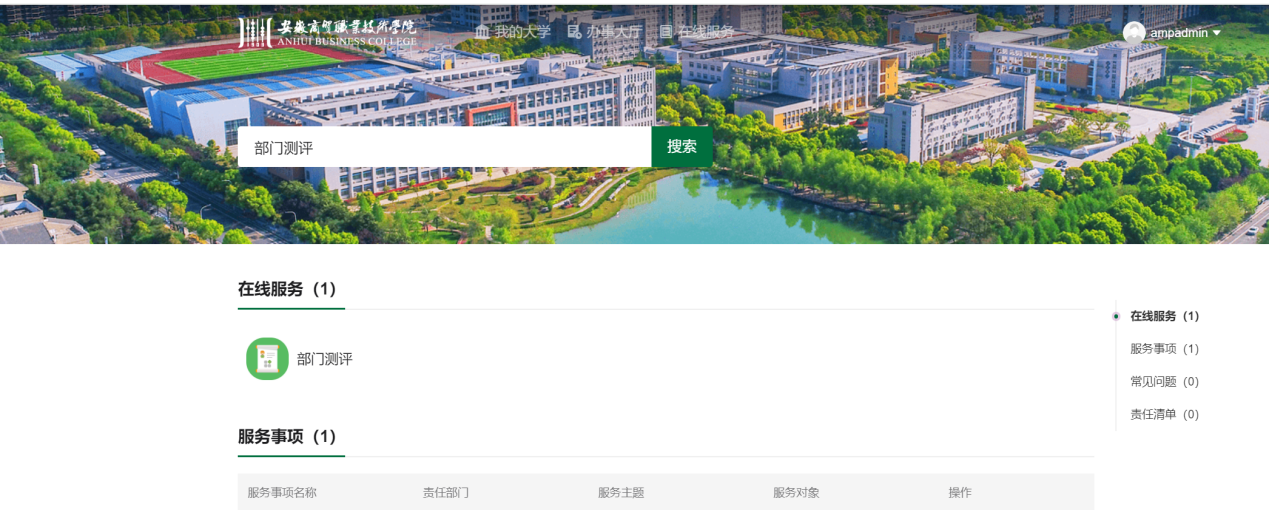 安徽商贸職業技術学院
ANHUI BUSINESS COLLEGE
我的大学 办事大厅 在线服务
ampadmin
部门测评 搜索
在线服务（1）
部门测评
服务事项（1）
服务事项名称 责任部门 服务主题 服务对象 操作
在线服务（1）
服务事项（1）
常见问题（0）
责任清单（0）